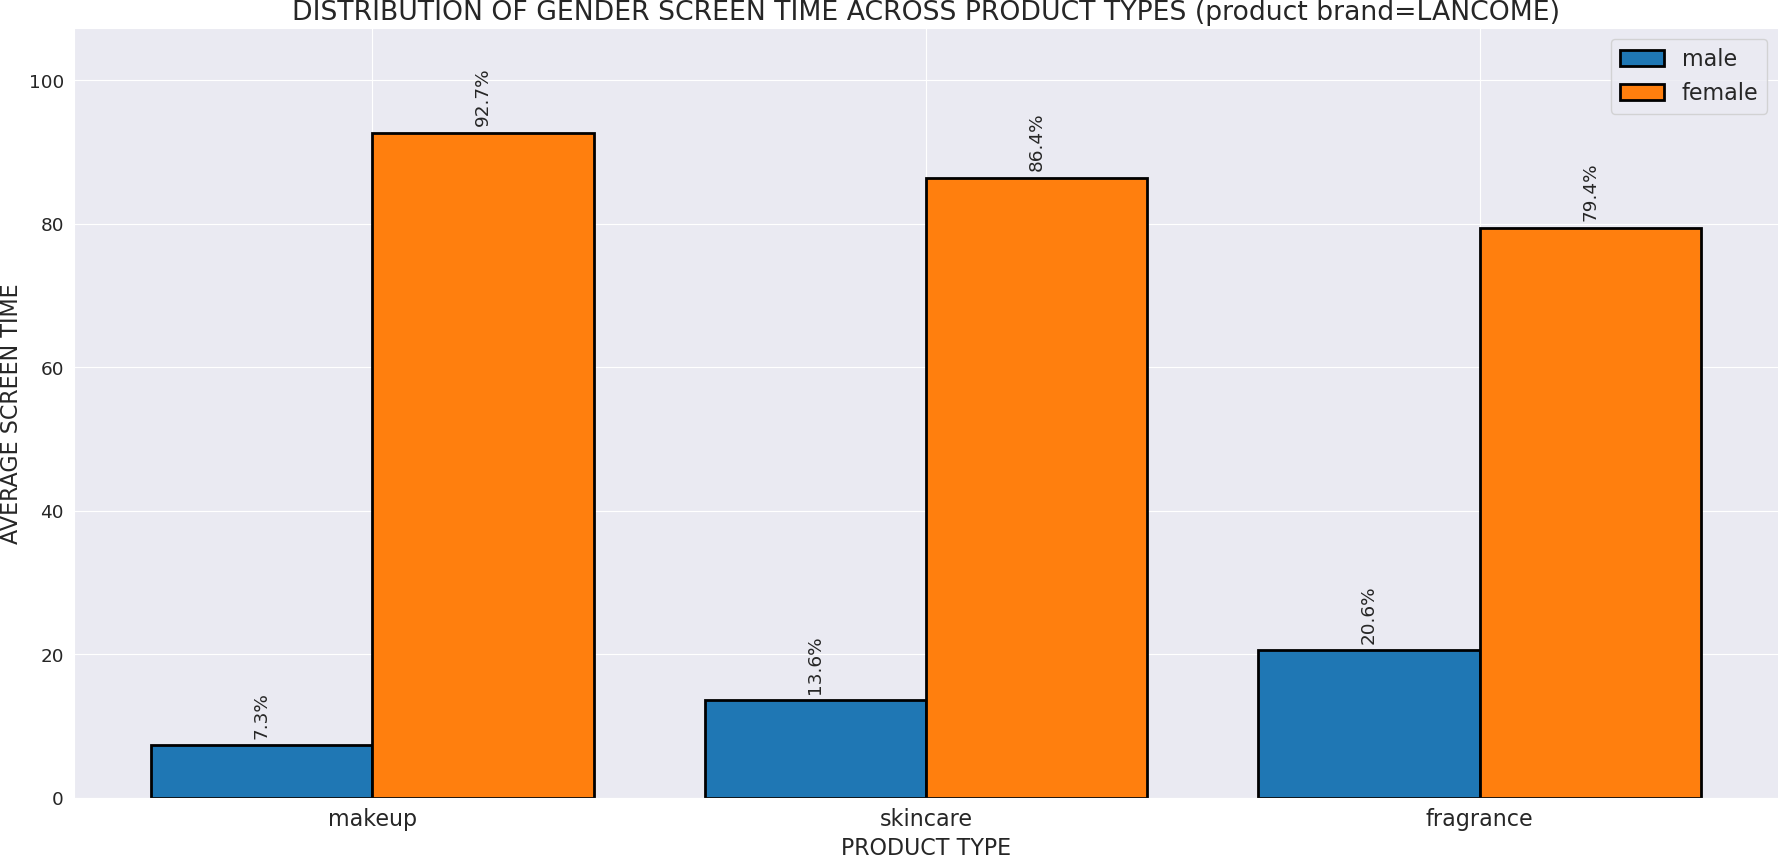 DISTRIBUTION OF GENDER SCREEN TIME ACROSS PRODUCT TYPES (product brand=LANCOME)
male
female
AVERAGE SCREEN TIME
100
80
60
40
20
0
7.3%
92.7%
13.6%
86.4%
20.6%
79.4%
makeup
skincare
fragrance
PRODUCT TYPE